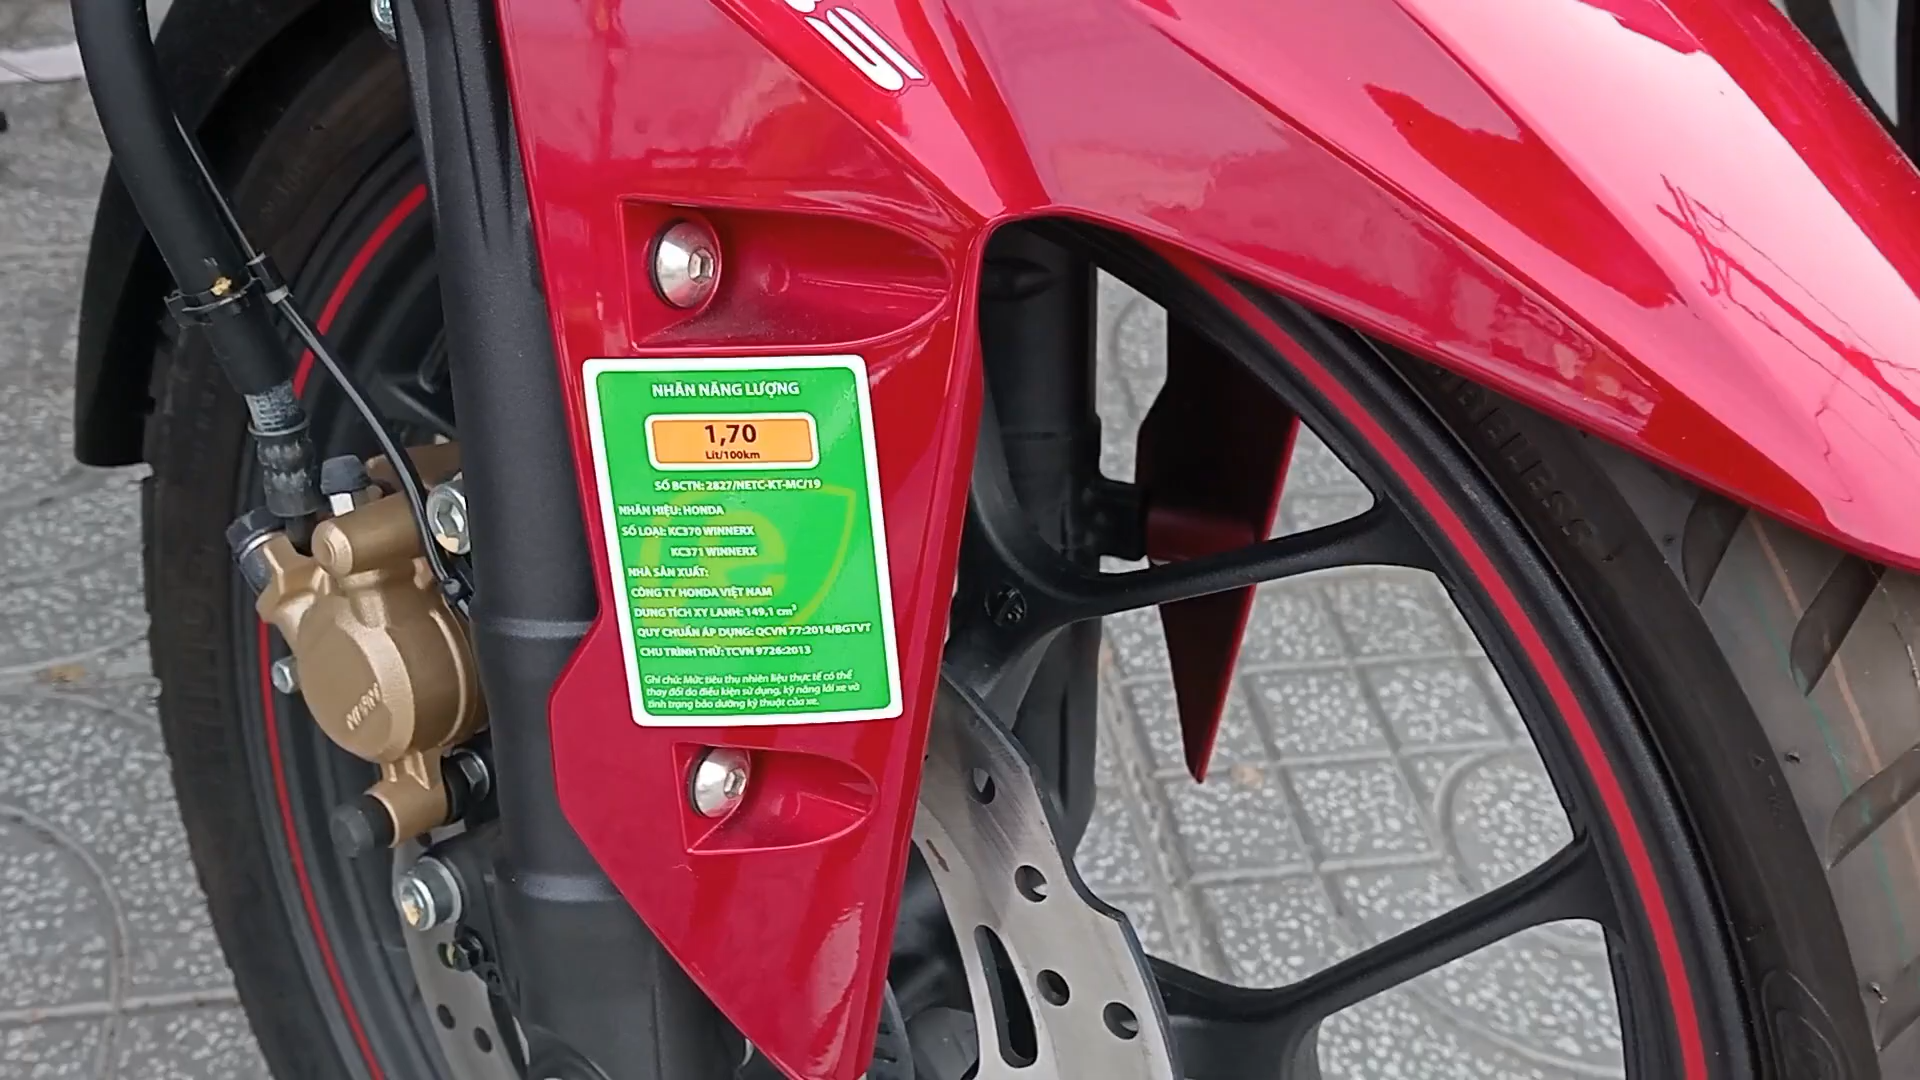 NHÃN NĂNG LƯỢNG
1,70
Lít/100km
SỐ BCTN: 2827/NETC-KT-MC/19
NHÃN HIỆU: HONDA
SỐ LOẠI: KC370 WINNERX
KC371 WINNERX
NHÀ SẢN XUẤT:
CÔNG TY HONDA VIỆT NAM
DUNG TÍCH XY LANH: 149,1 cm³
QUY CHUẨN ÁP DỤNG: QCVN 77:2014/BGTVT
CHU TRÌNH THỬ: TCVN 9726:2013
Ghi chú: Mức tiêu thụ nhiên liệu thực tế có thể
thay đổi do điều kiện sử dụng, kỹ năng lái xe và
tình trạng bảo dưỡng kỹ thuật của xe.
NISSIN
TUBELESS